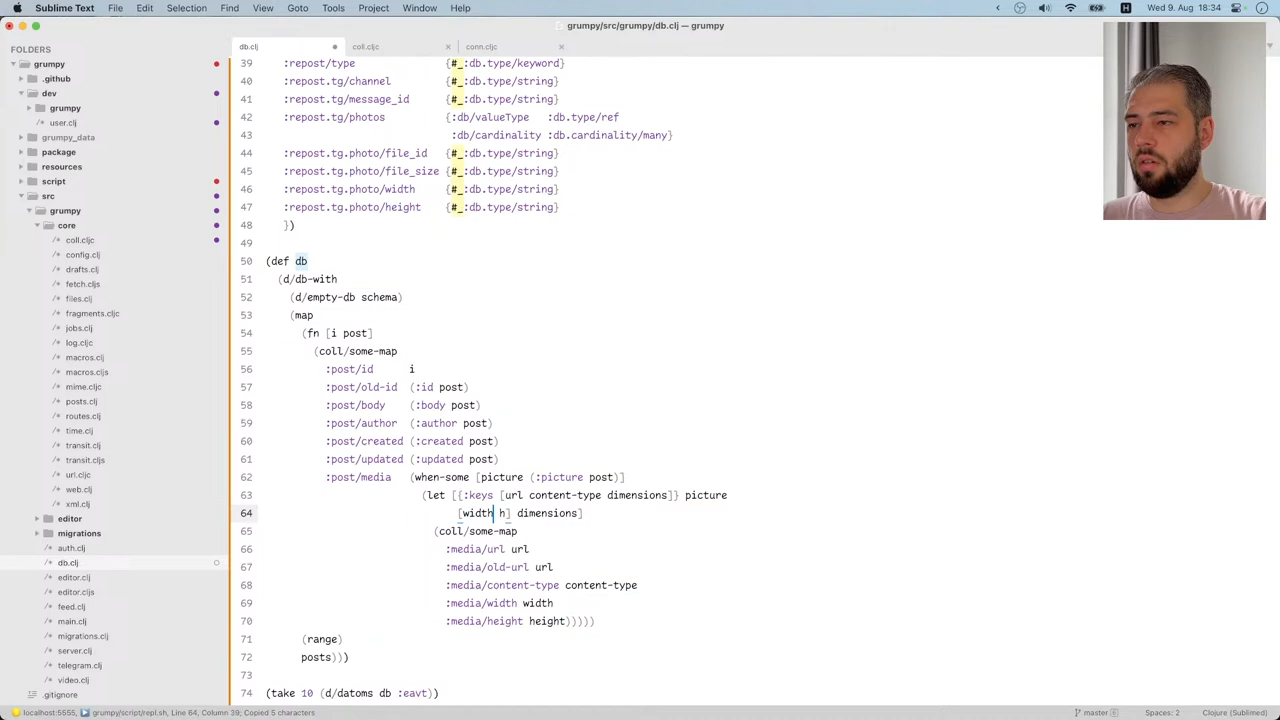 Sublime Text File Edit Selection Find View Goto Tools Project Window Help
H Wed 9. Aug 18:34
grumpy/src/grumpy/db.clj — grumpy
FOLDERS
grumpy
.github
dev
grumpy
user.clj
grumpy_data
package
resources
script
src
grumpy
core
coll.cljc
config.clj
drafts.clj
fetch.cljs
files.clj
fragments.cljc
jobs.clj
log.cljc
macros.cljc
macros.cljs
mime.cljc
posts.clj
routes.clj
time.clj
transit.clj
transit.cljs
url.cljc
web.clj
xml.clj
editor
migrations
auth.clj
db.clj
editor.clj
editor.cljs
feed.clj
main.clj
migrations.clj
server.clj
telegram.clj
video.clj
.gitignore
db.clj coll.cljc conn.cljc
39 :repost/type {#_:db.type/keyword}
40 :repost.tg/channel {#_:db.type/string}
41 :repost.tg/message_id {#_:db.type/string}
42 :repost.tg/photos {:db/valueType :db.type/ref
43 :db/cardinality :db.cardinality/many}
44 :repost.tg.photo/file_id {#_:db.type/string}
45 :repost.tg.photo/file_size {#_:db.type/string}
46 :repost.tg.photo/width {#_:db.type/string}
47 :repost.tg.photo/height {#_:db.type/string}
48 })
49
50 (def db
51 (d/db-with
52 (d/empty-db schema)
53 (map
54 (fn [i post]
55 (coll/some-map
56 :post/id i
57 :post/old-id (:id post)
58 :post/body (:body post)
59 :post/author (:author post)
60 :post/created (:created post)
61 :post/updated (:updated post)
62 :post/media (when-some [picture (:picture post)]
63 (let [{:keys [url content-type dimensions]} picture
64 [width h] dimensions]
65 (coll/some-map
66 :media/url url
67 :media/old-url url
68 :media/content-type content-type
69 :media/width width
70 :media/height height)))))
71 (range)
72 posts)))
73
74 (take 10 (d/datoms db :eavt))
localhost:5555, grumpy/script/repl.sh, Line 64, Column 39; Copied 5 characters
master 6 Spaces: 2 Clojure (Sublimed)